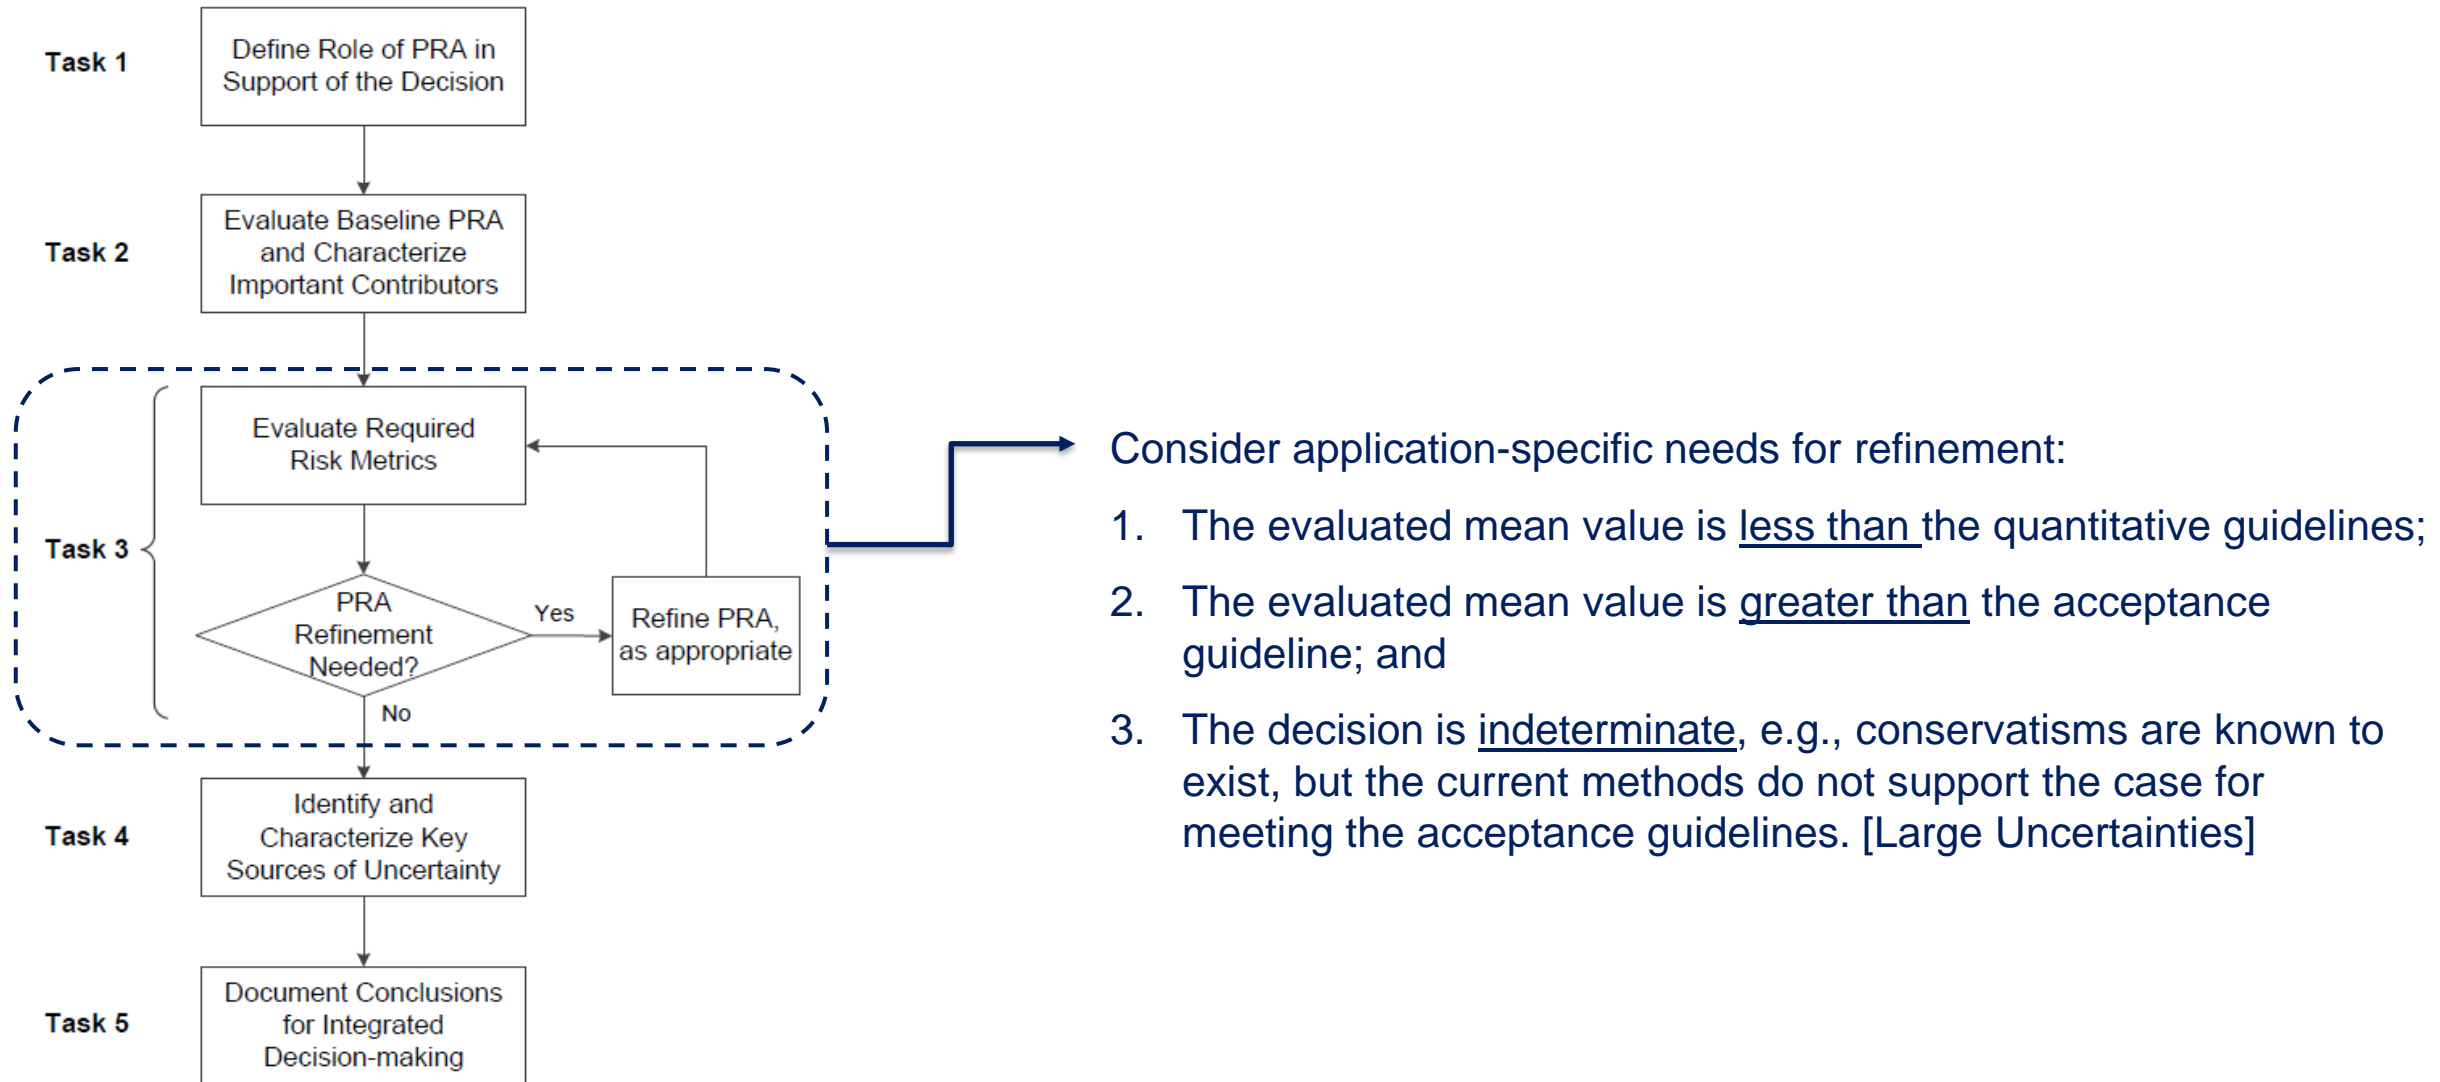 Task 1
Define Role of PRA in
Support of the Decision
Task 2
Evaluate Baseline PRA
and Characterize
Important Contributors
Task 3
Evaluate Required
Risk Metrics
PRA
Refinement
Needed?
Yes
Refine PRA,
as appropriate
No
Task 4
Identify and
Characterize Key
Sources of Uncertainty
Task 5
Document Conclusions
for Integrated
Decision-making
Consider application-specific needs for refinement:
1. The evaluated mean value is less than the quantitative guidelines;
2. The evaluated mean value is greater than the acceptance
guideline; and
3. The decision is indeterminate, e.g., conservatisms are known to
exist, but the current methods do not support the case for
meeting the acceptance guidelines. [Large Uncertainties]